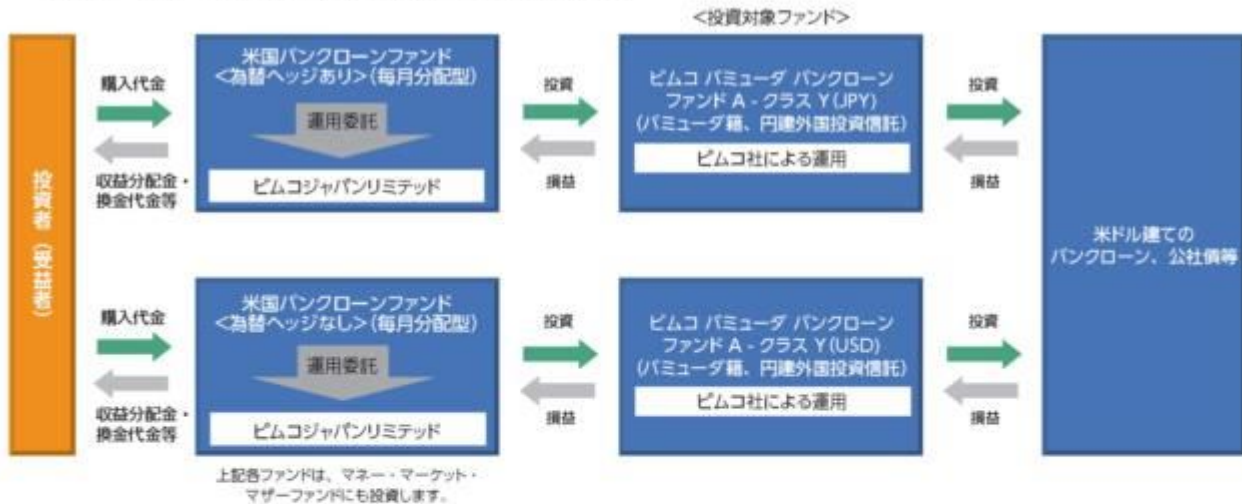 <投資対象ファンド>
投資者（受益者）
購入代金
収益分配金・
換金代金等
米国バンクローンファンド
<為替ヘッジあり>(毎月分配型)
運用委託
ピムコジャパンリミテッド
投資
損益
ピムコ バミューダ バンクローン
ファンド A - クラス Y(JPY)
(バミューダ籍、円建外国投資信託)
ピムコ社による運用
投資
損益
米ドル建ての
バンクローン、公社債等
購入代金
収益分配金・
換金代金等
米国バンクローンファンド
<為替ヘッジなし>(毎月分配型)
運用委託
ピムコジャパンリミテッド
投資
損益
ピムコ バミューダ バンクローン
ファンド A - クラス Y(USD)
(バミューダ籍、円建外国投資信託)
ピムコ社による運用
投資
損益
上記各ファンドは、マネー・マーケット・
マザーファンドにも投資します。